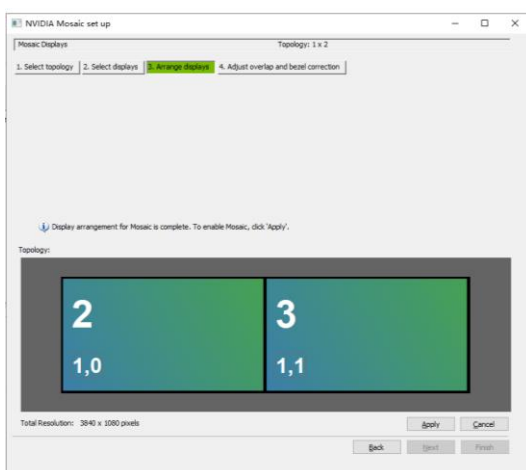 NVIDIA Mosaic set up
Mosaic Displays Topology: 1 x 2
1. Select topology 2. Select displays 3. Arrange displays 4. Adjust overlap and bezel correction
Display arrangement for Mosaic is complete. To enable Mosaic, click 'Apply'.
Topology:
2 3
1,0 1,1
Total Resolution: 3840 x 1080 pixels Apply Cancel
Back Next Finish